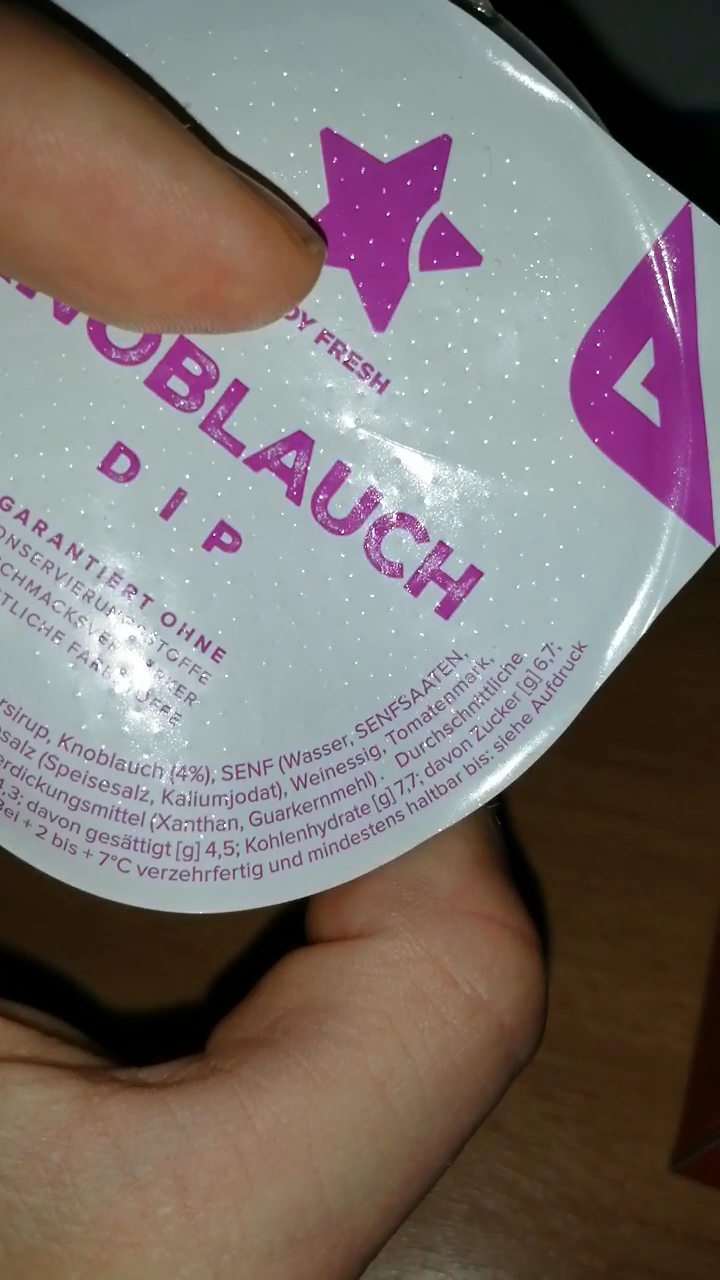 DY FRESH
NOBLAUCH
DIP
GARANTIERT OHNE
ONSERVIERUNGSSTOFFE
CHMACKSVERSTÄRKER
TLICHE FARBSTOFFE
rsirup, Knoblauch (4%), SENF (Wasser, SENFSAATEN,
salz (Speisesalz, Kaliumjodat), Weinessig, Tomatenmark,
erdickungsmittel (Xanthan, Guarkernmehl). Durchschnittliche
4,3; davon gesättigt [g] 4,5; Kohlenhydrate [g] 7,7; davon Zucker [g] 6,7;
Bei + 2 bis + 7°C verzehrfertig und mindestens haltbar bis: siehe Aufdruck